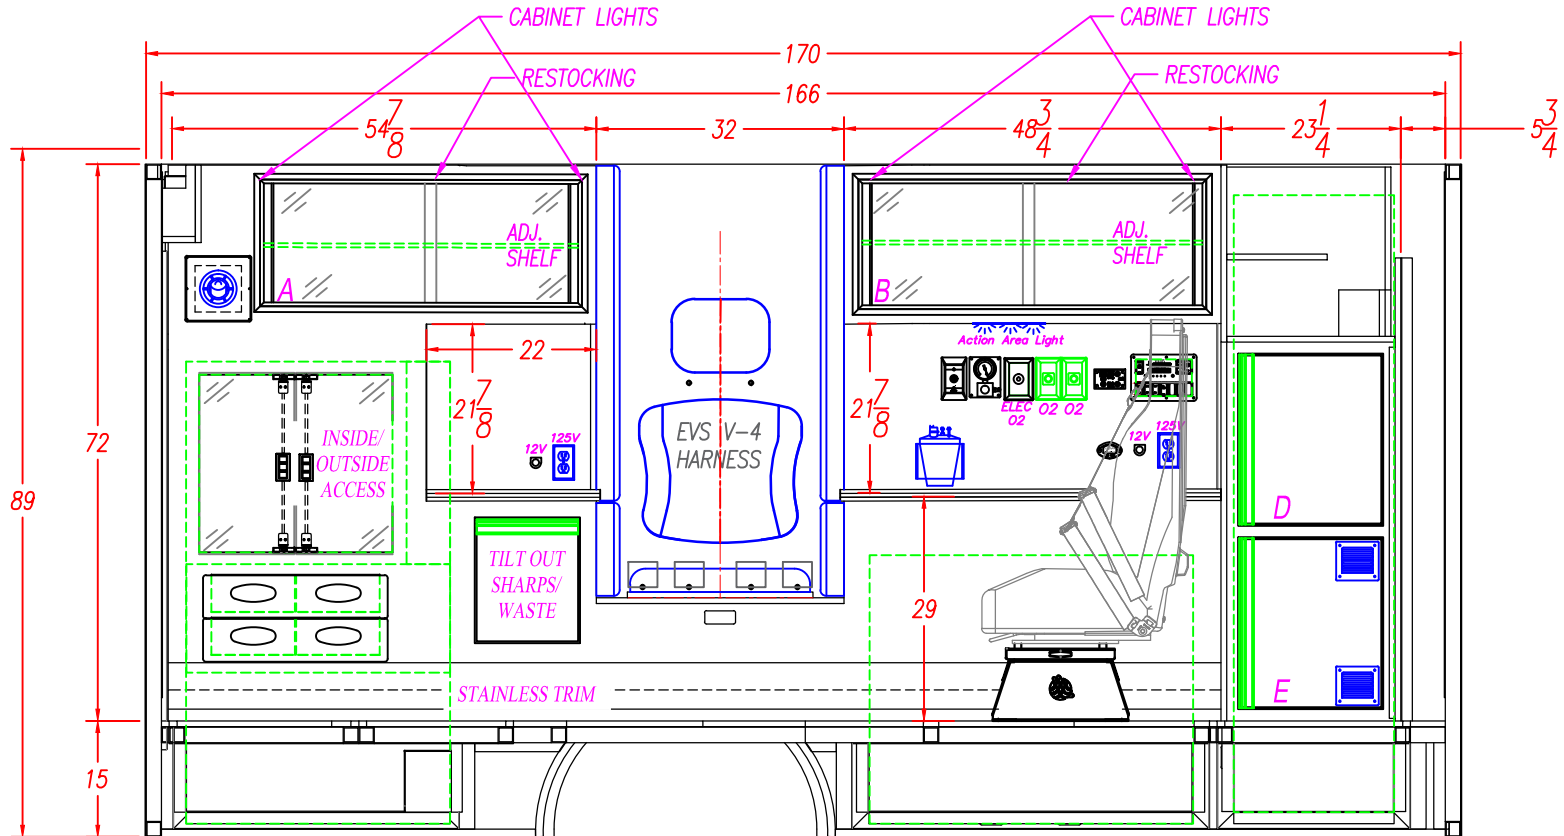 CABINET LIGHTS
CABINET LIGHTS
170
RESTOCKING
RESTOCKING
166
54 7/8
32
48 3/4
23 1/4
5 3/4
ADJ.
SHELF
ADJ.
SHELF
A
B
Action Area Light
22
21 7/8
21 7/8
ELEC
O2
O2
O2
EVS V-4
HARNESS
12V
125V
12V
125V
INSIDE/
OUTSIDE
ACCESS
72
89
D
TILT OUT
SHARPS/
WASTE
29
E
STAINLESS TRIM
15